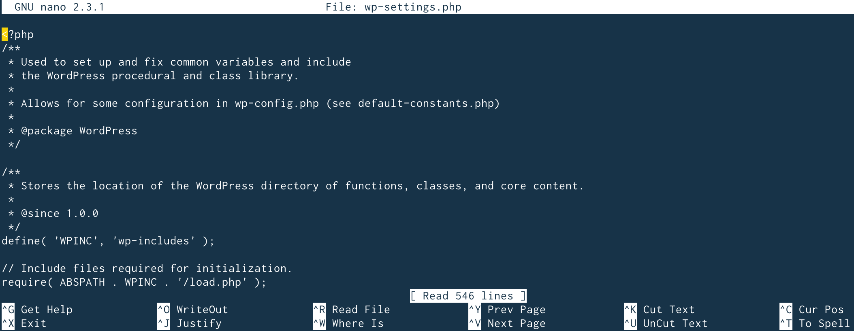 GNU nano 2.3.1 File: wp-settings.php
<?php
/**
 * Used to set up and fix common variables and include
 * the WordPress procedural and class library.
 *
 * Allows for some configuration in wp-config.php (see default-constants.php)
 *
 * @package WordPress
 */
/**
 * Stores the location of the WordPress directory of functions, classes, and core content.
 *
 * @since 1.0.0
 */
define( 'WPINC', 'wp-includes' );
// Include files required for initialization.
require( ABSPATH . WPINC . '/load.php' );
[ Read 546 lines ]
^G Get Help ^O WriteOut ^R Read File ^Y Prev Page ^K Cut Text ^C Cur Pos
^X Exit ^J Justify ^W Where Is ^V Next Page ^U UnCut Text ^T To Spell